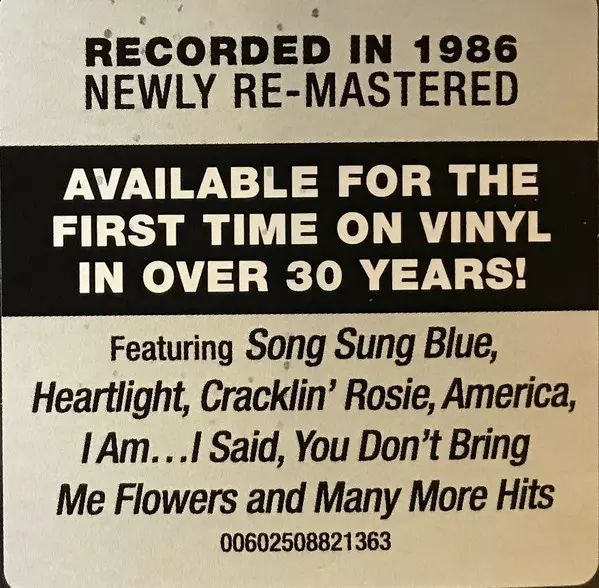 RECORDED IN 1986
NEWLY RE-MASTERED
AVAILABLE FOR THE
FIRST TIME ON VINYL
IN OVER 30 YEARS!
Featuring Song Sung Blue,
Heartlight, Cracklin' Rosie, America,
I Am...I Said, You Don't Bring
Me Flowers and Many More Hits
00602508821363